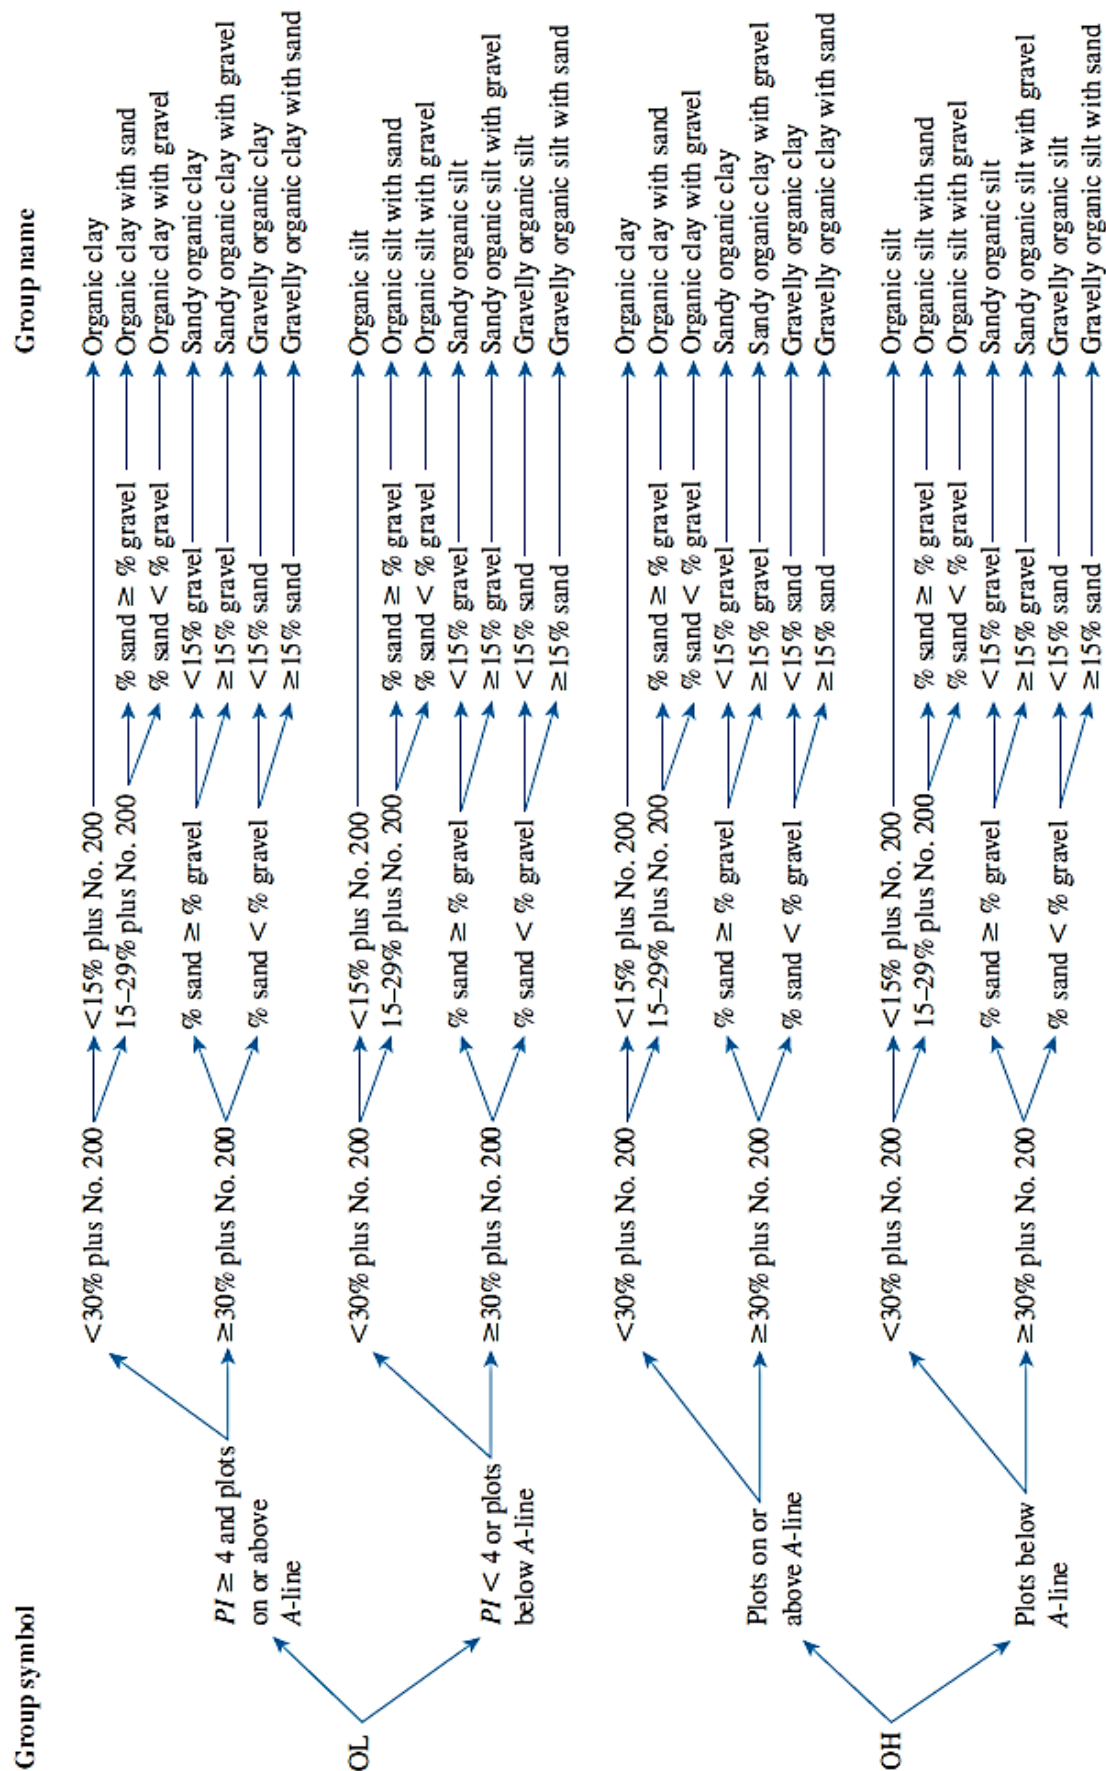 Group symbol
Group name
OL
PI ≥ 4 and plots
on or above
A-line
<30% plus No. 200
<15% plus No. 200
Organic clay
15–29% plus No. 200
% sand ≥ % gravel
Organic clay with sand
% sand < % gravel
Organic clay with gravel
≥30% plus No. 200
% sand ≥ % gravel
<15% gravel
Sandy organic clay
≥15% gravel
Sandy organic clay with gravel
% sand < % gravel
<15% sand
Gravelly organic clay
≥15% sand
Gravelly organic clay with sand
PI < 4 or plots
below A-line
<30% plus No. 200
<15% plus No. 200
Organic silt
15–29% plus No. 200
% sand ≥ % gravel
Organic silt with sand
% sand < % gravel
Organic silt with gravel
≥30% plus No. 200
% sand ≥ % gravel
<15% gravel
Sandy organic silt
≥15% gravel
Sandy organic silt with gravel
% sand < % gravel
<15% sand
Gravelly organic silt
≥15% sand
Gravelly organic silt with sand
OH
Plots on or
above A-line
<30% plus No. 200
<15% plus No. 200
Organic clay
15–29% plus No. 200
% sand ≥ % gravel
Organic clay with sand
% sand < % gravel
Organic clay with gravel
≥30% plus No. 200
% sand ≥ % gravel
<15% gravel
Sandy organic clay
≥15% gravel
Sandy organic clay with gravel
% sand < % gravel
<15% sand
Gravelly organic clay
≥15% sand
Gravelly organic clay with sand
Plots below
A-line
<30% plus No. 200
<15% plus No. 200
Organic silt
15–29% plus No. 200
% sand ≥ % gravel
Organic silt with sand
% sand < % gravel
Organic silt with gravel
≥30% plus No. 200
% sand ≥ % gravel
<15% gravel
Sandy organic silt
≥15% gravel
Sandy organic silt with gravel
% sand < % gravel
<15% sand
Gravelly organic silt
≥15% sand
Gravelly organic silt with sand